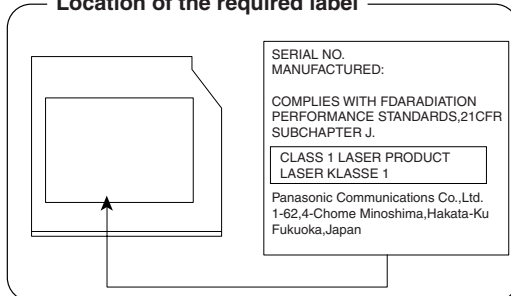 Location of the required label
SERIAL NO.
MANUFACTURED:
COMPLIES WITH FDARADIATION
PERFORMANCE STANDARDS,21CFR
SUBCHAPTER J.
CLASS 1 LASER PRODUCT
LASER KLASSE 1
Panasonic Communications Co.,Ltd.
1-62,4-Chome Minoshima,Hakata-Ku
Fukuoka,Japan